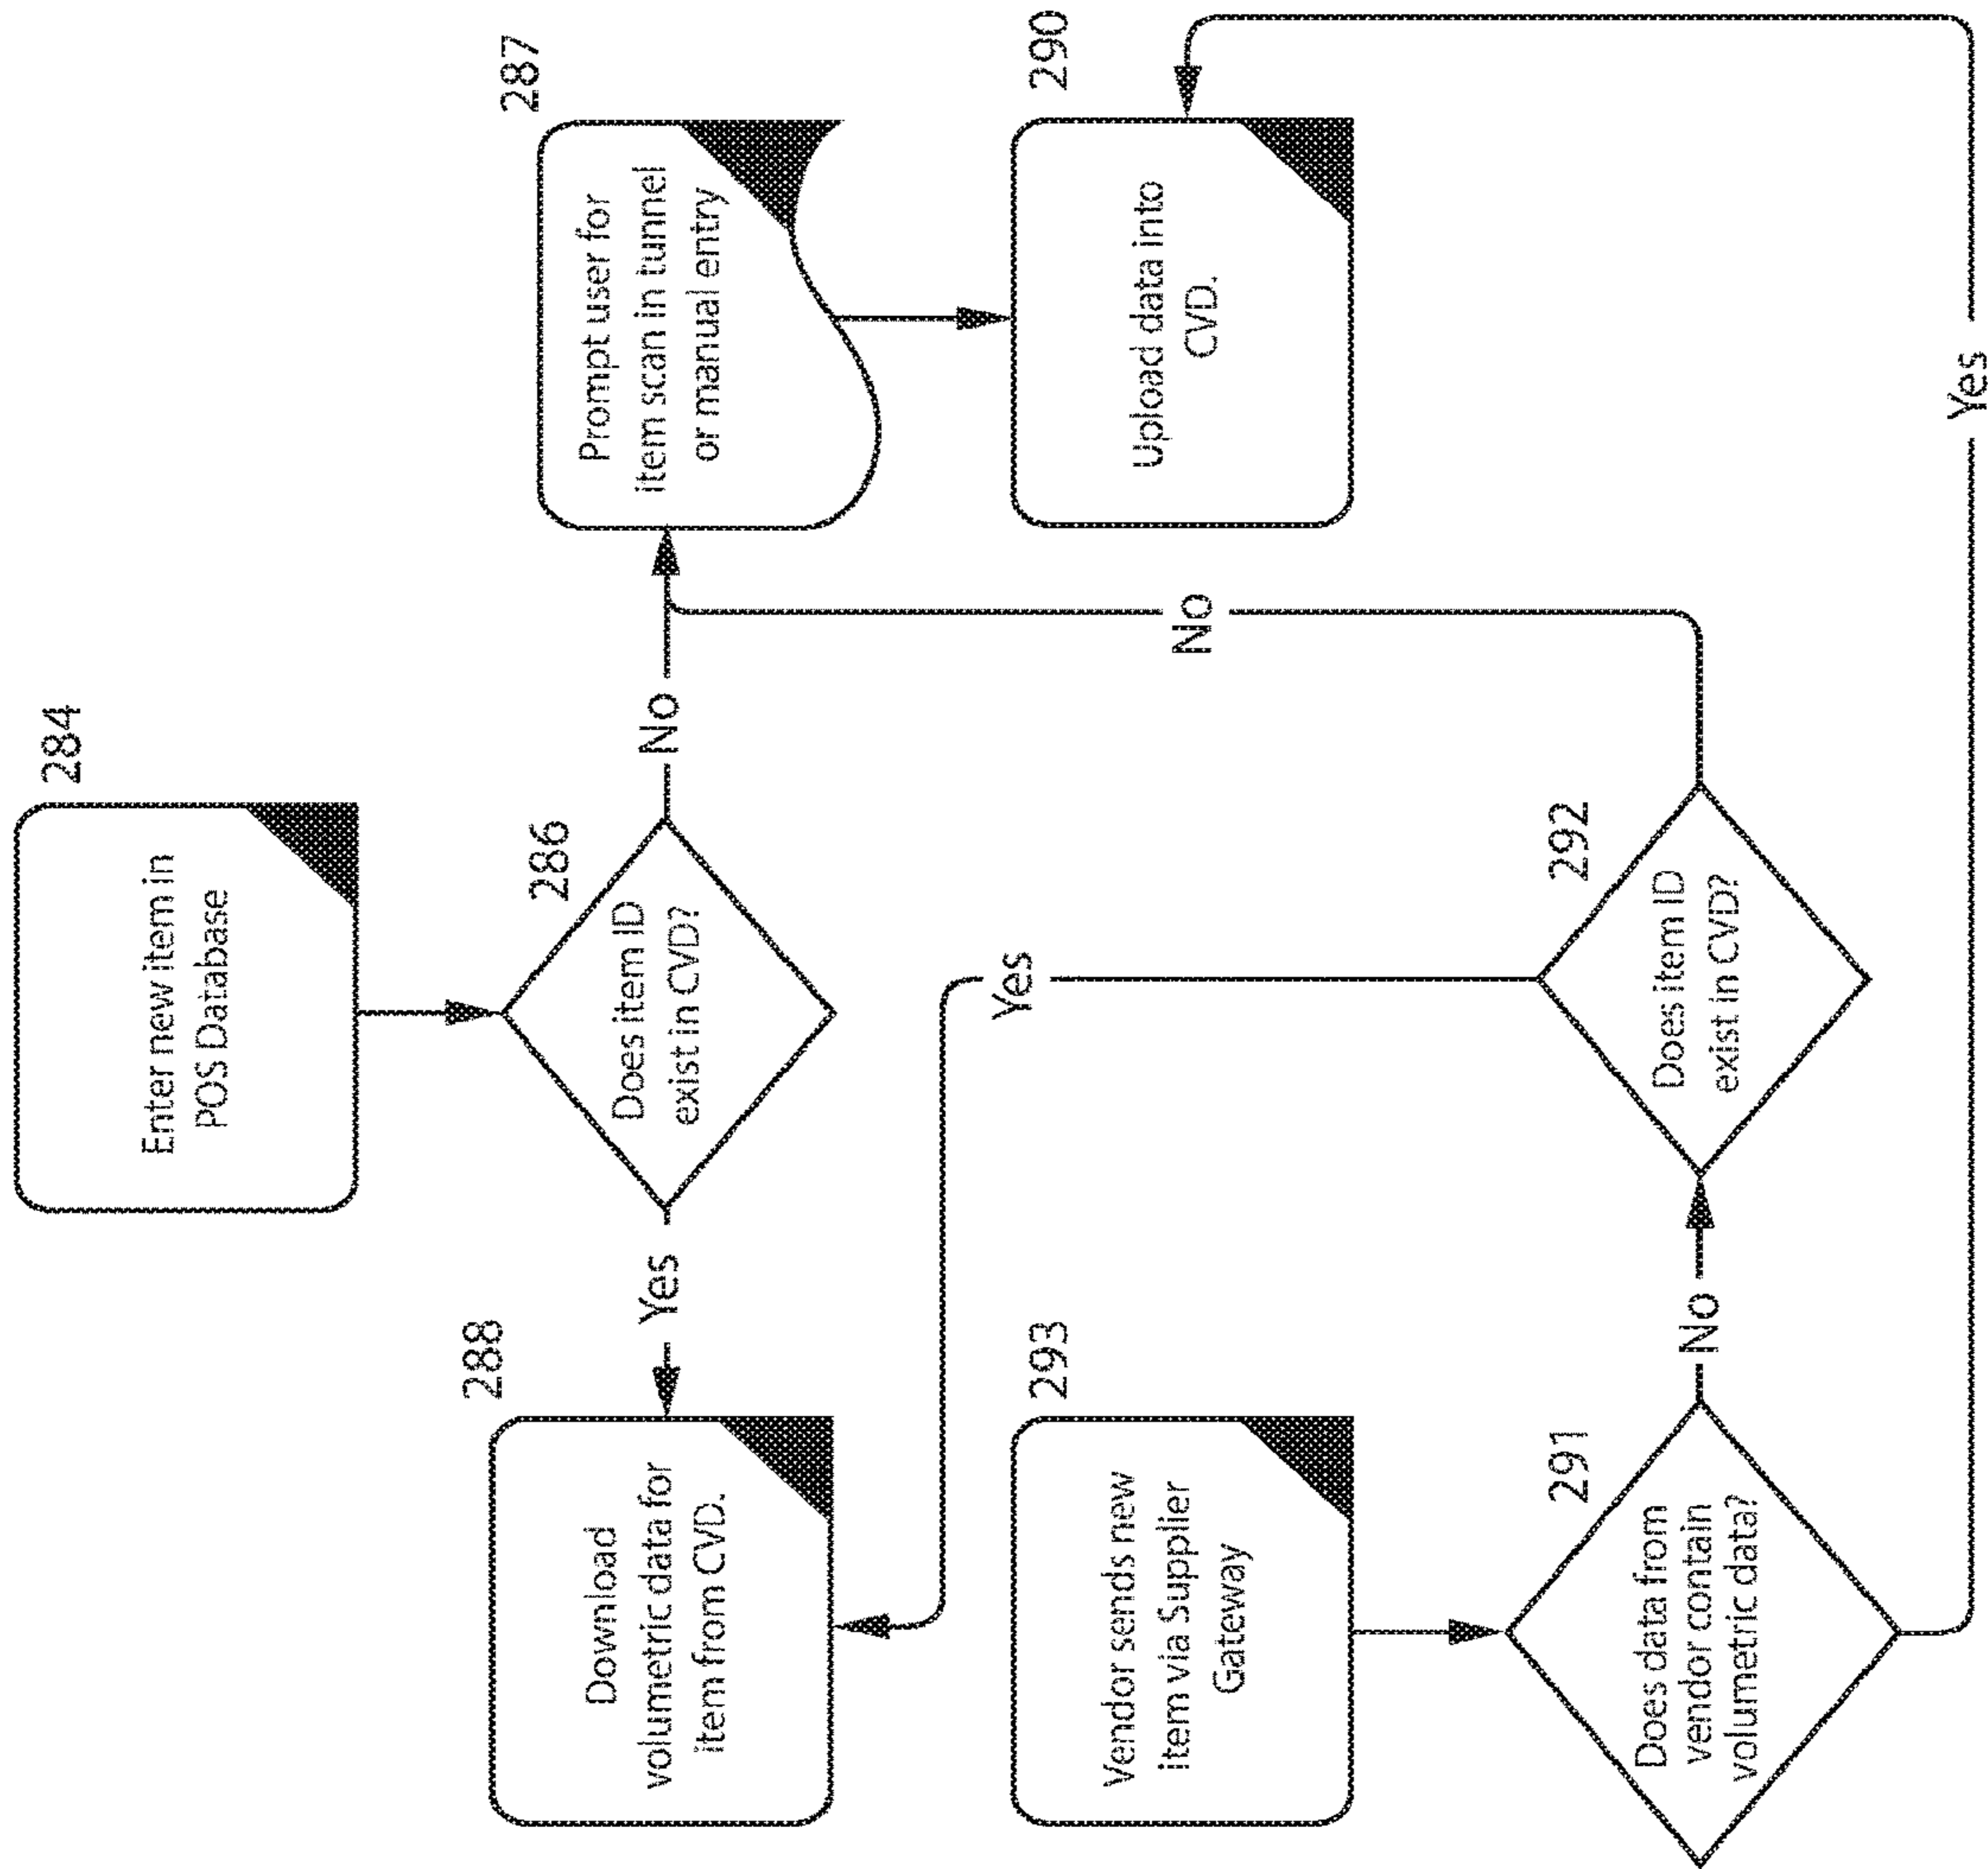 284
Enter new item in
POS Database
286
Does item ID
exist in CVD?
Yes
No
288
Download
volumetric data for
item from CVD.
287
Prompt user for
item scan in tunnel
or manual entry
293
Vendor sends new
item via Supplier
Gateway
Yes
No
290
Upload data into
CVD.
291
Does data from
vendor contain
volumetric data?
No
292
Does item ID
exist in CVD?
Yes